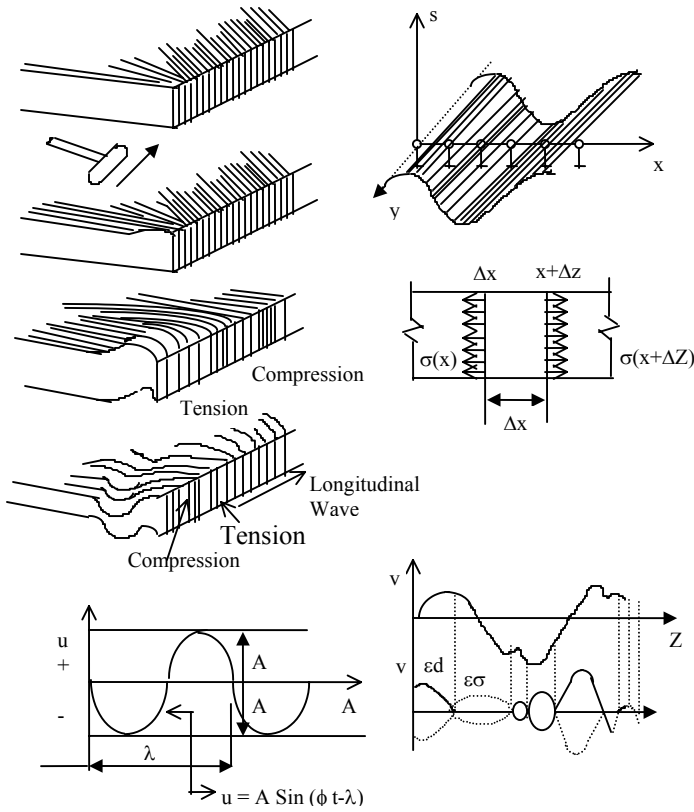 s
x
y
Δx
x+Δz
σ(x)
σ(x+ΔZ)
Δx
Compression
Tension
Longitudinal
Wave
Tension
Compression
u
+
-
A
A
A
λ
u = A Sin (ϕ t-λ)
v
Z
v
εd
εσ